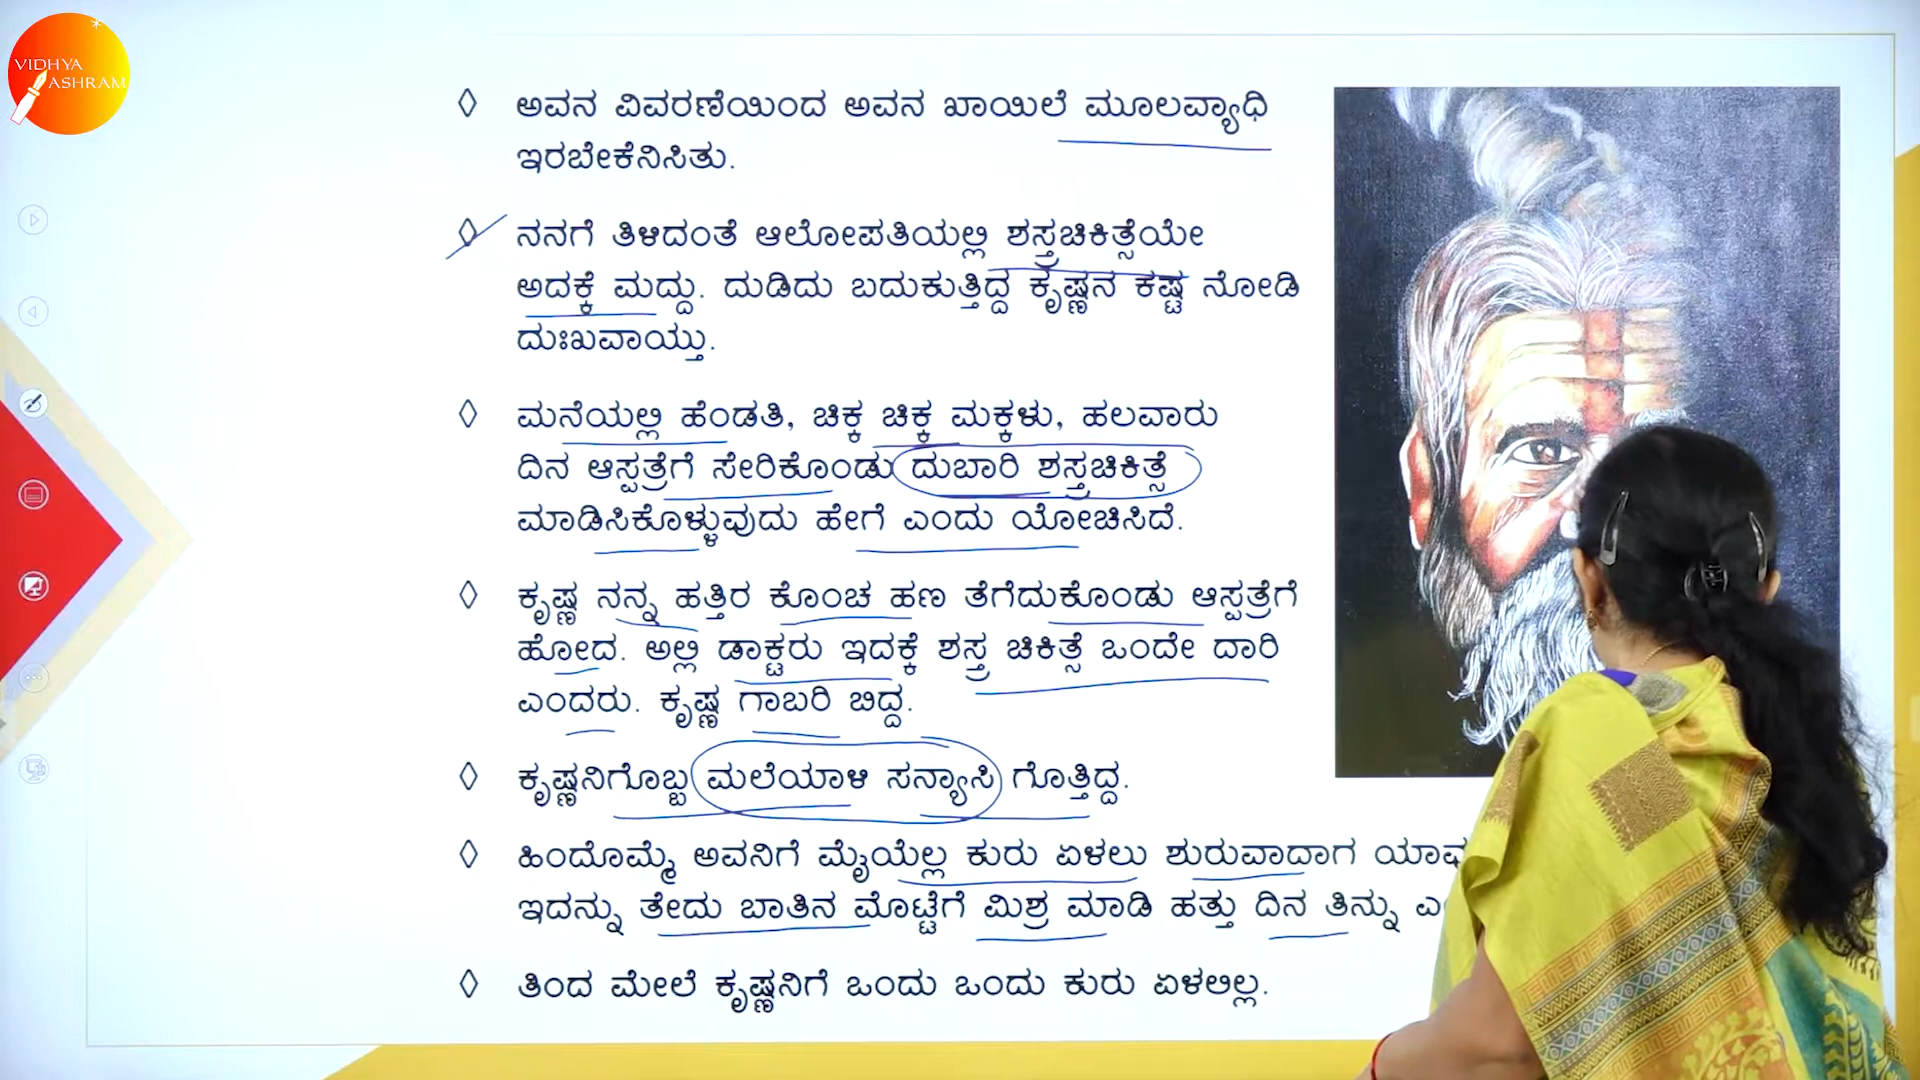 VIDHYA
ASHRAM
ಅವನ ವಿವರಣೆಯಿಂದ ಅವನ ಖಾಯಿಲೆ ಮೂಲವ್ಯಾಧಿ
ಇರಬೇಕೆನಿಸಿತು.
ನನಗೆ ತಿಳಿದಂತೆ ಆಲೋಪತಿಯಲ್ಲಿ ಶಸ್ತ್ರಚಿಕಿತ್ಸೆಯೇ
ಅದಕ್ಕೆ ಮದ್ದು. ದುಡಿದು ಬದುಕುತ್ತಿದ್ದ ಕೃಷ್ಣನ ಕಷ್ಟ ನೋಡಿ
ದುಃಖವಾಯ್ತು.
ಮನೆಯಲ್ಲಿ ಹೆಂಡತಿ, ಚಿಕ್ಕ ಚಿಕ್ಕ ಮಕ್ಕಳು, ಹಲವಾರು
ದಿನ ಆಸ್ಪತ್ರೆಗೆ ಸೇರಿಕೊಂಡು ದುಬಾರಿ ಶಸ್ತ್ರಚಿಕಿತ್ಸೆ
ಮಾಡಿಸಿಕೊಳ್ಳುವುದು ಹೇಗೆ ಎಂದು ಯೋಚಿಸಿದೆ.
ಕೃಷ್ಣ ನನ್ನ ಹತ್ತಿರ ಕೊಂಚ ಹಣ ತೆಗೆದುಕೊಂಡು ಆಸ್ಪತ್ರೆಗೆ
ಹೋದ. ಅಲ್ಲಿ ಡಾಕ್ಟರು ಇದಕ್ಕೆ ಶಸ್ತ್ರ ಚಿಕಿತ್ಸೆ ಒಂದೇ ದಾರಿ
ಎಂದರು. ಕೃಷ್ಣ ಗಾಬರಿ ಬಿದ್ದ.
ಕೃಷ್ಣನಿಗೊಬ್ಬ ಮಲೆಯಾಳಿ ಸನ್ಯಾಸಿ ಗೊತ್ತಿದ್ದ.
ಹಿಂದೊಮ್ಮೆ ಅವನಿಗೆ ಮೈಯೆಲ್ಲ ಕುರು ಏಳಲು ಶುರುವಾದಾಗ
ಇದನ್ನು ತೇದು ಬಾತಿನ ಮೊಟ್ಟೆಗೆ ಮಿಶ್ರ ಮಾಡಿ ಹತ್ತು ದಿನ ತಿನ್ನು
ತಿಂದ ಮೇಲೆ ಕೃಷ್ಣನಿಗೆ ಒಂದು ಒಂದು ಕುರು ಏಳಲಿಲ್ಲ.